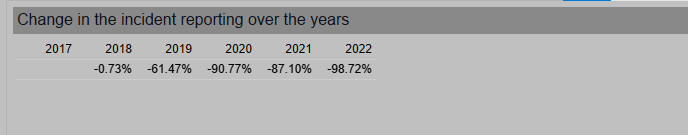 Change in the incident reporting over the years
2017 2018 2019 2020 2021 2022
-0.73% -61.47% -90.77% -87.10% -98.72%